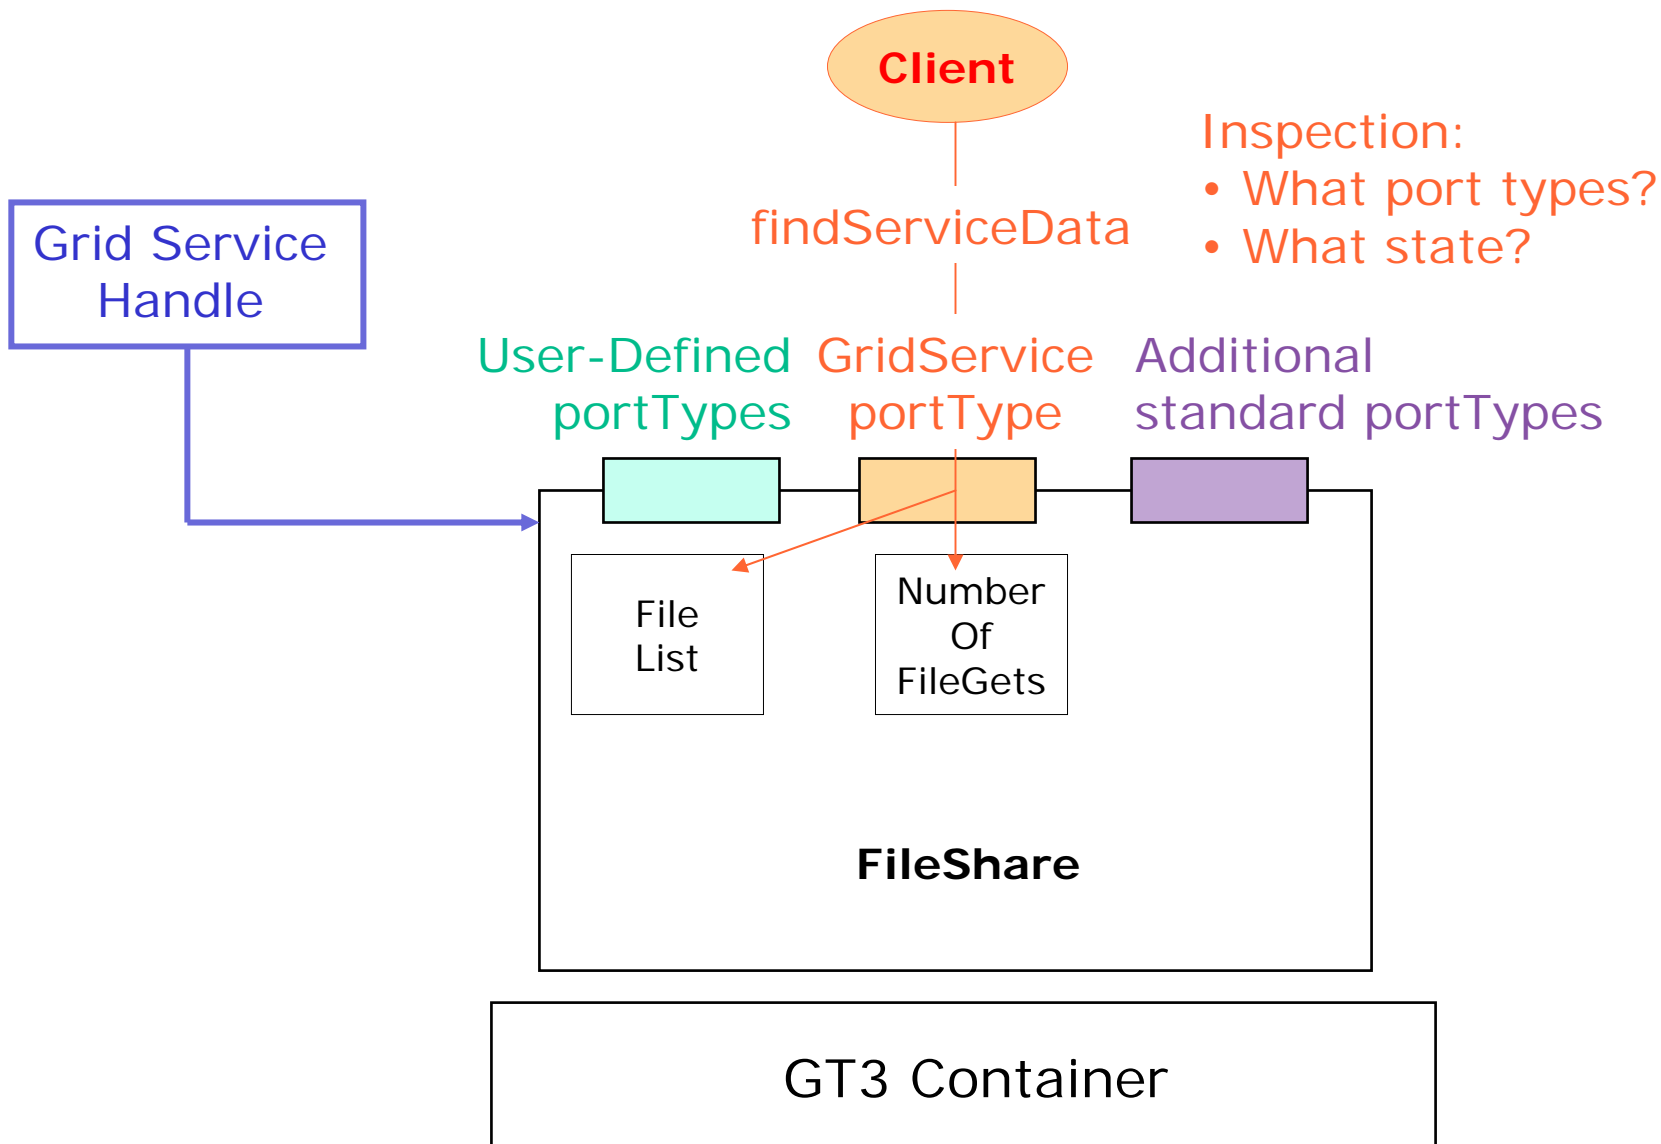 Client
Inspection:
• What port types?
• What state?
findServiceData
Grid Service
Handle
User-Defined
portTypes
GridService
portType
Additional
standard portTypes
File
List
Number
Of
FileGets
FileShare
GT3 Container